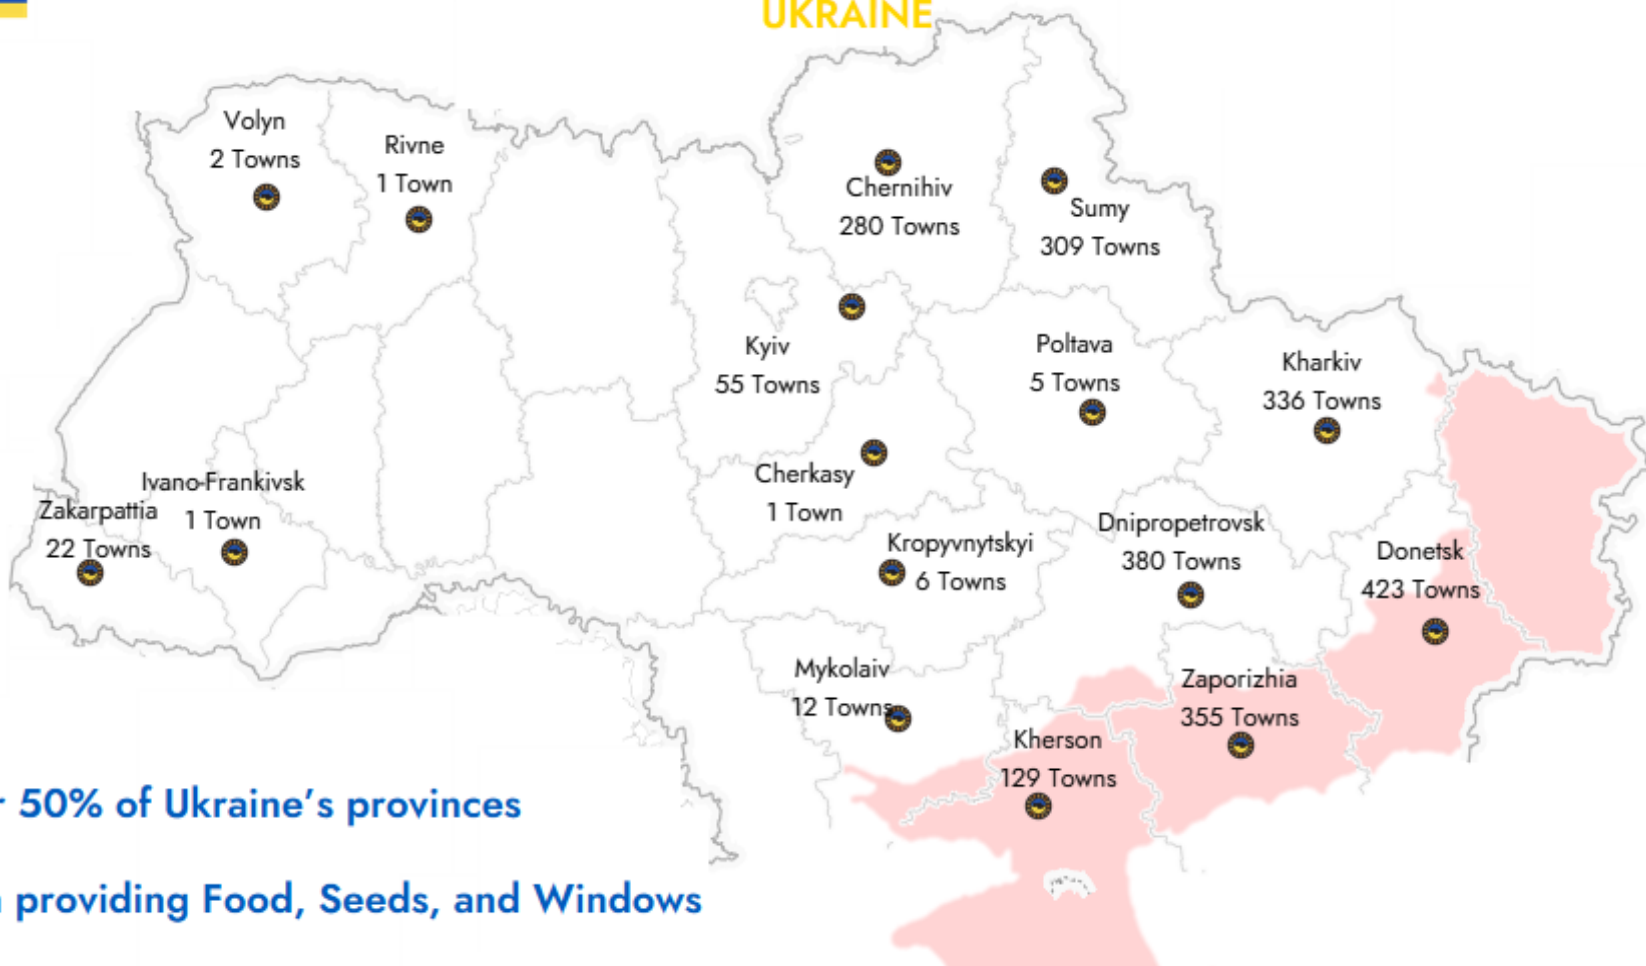 UKRAINE
Volyn
2 Towns
Rivne
1 Town
Chernihiv
280 Towns
Sumy
309 Towns
Kyiv
55 Towns
Poltava
5 Towns
Kharkiv
336 Towns
Cherkasy
1 Town
Ivano-Frankivsk
1 Town
Zakarpattia
22 Towns
Kropyvnytskyi
6 Towns
Dnipropetrovsk
380 Towns
Donetsk
423 Towns
Mykolaiv
12 Towns
Zaporizhia
355 Towns
Kherson
129 Towns
50% of Ukraine's provinces
providing Food, Seeds, and Windows